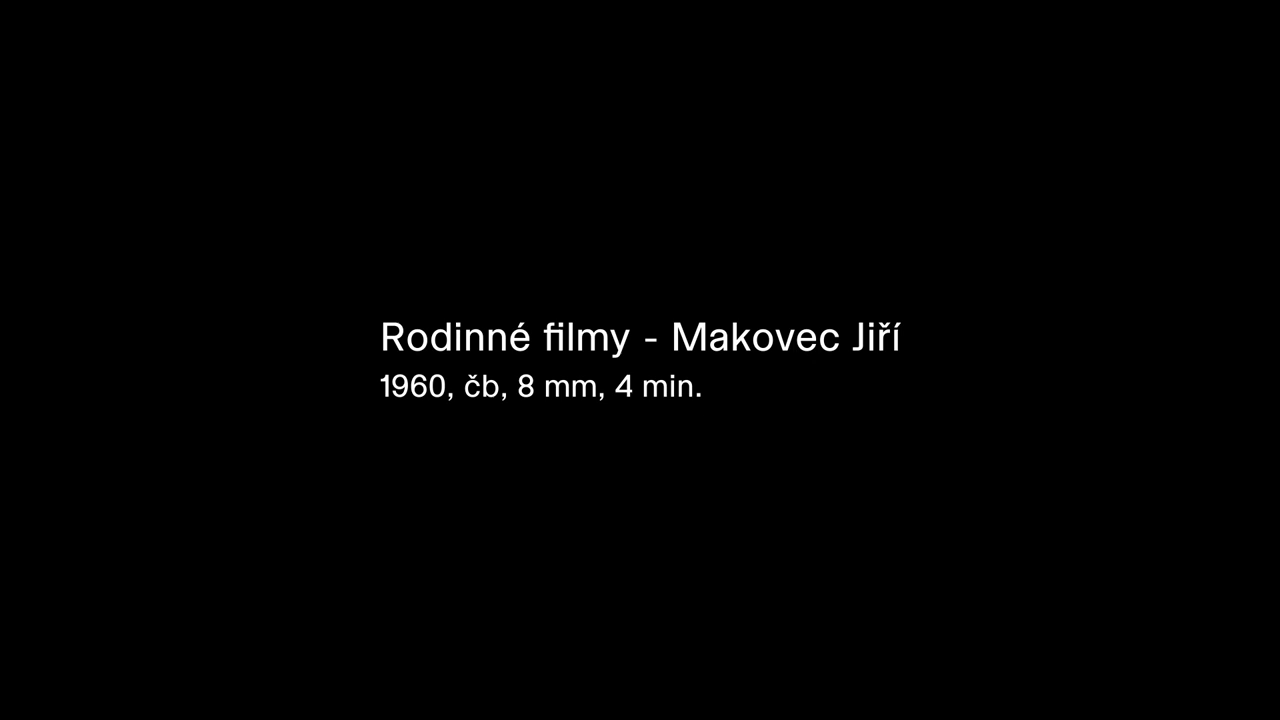 Rodinné filmy - Makovec Jiří
1960, čb, 8 mm, 4 min.